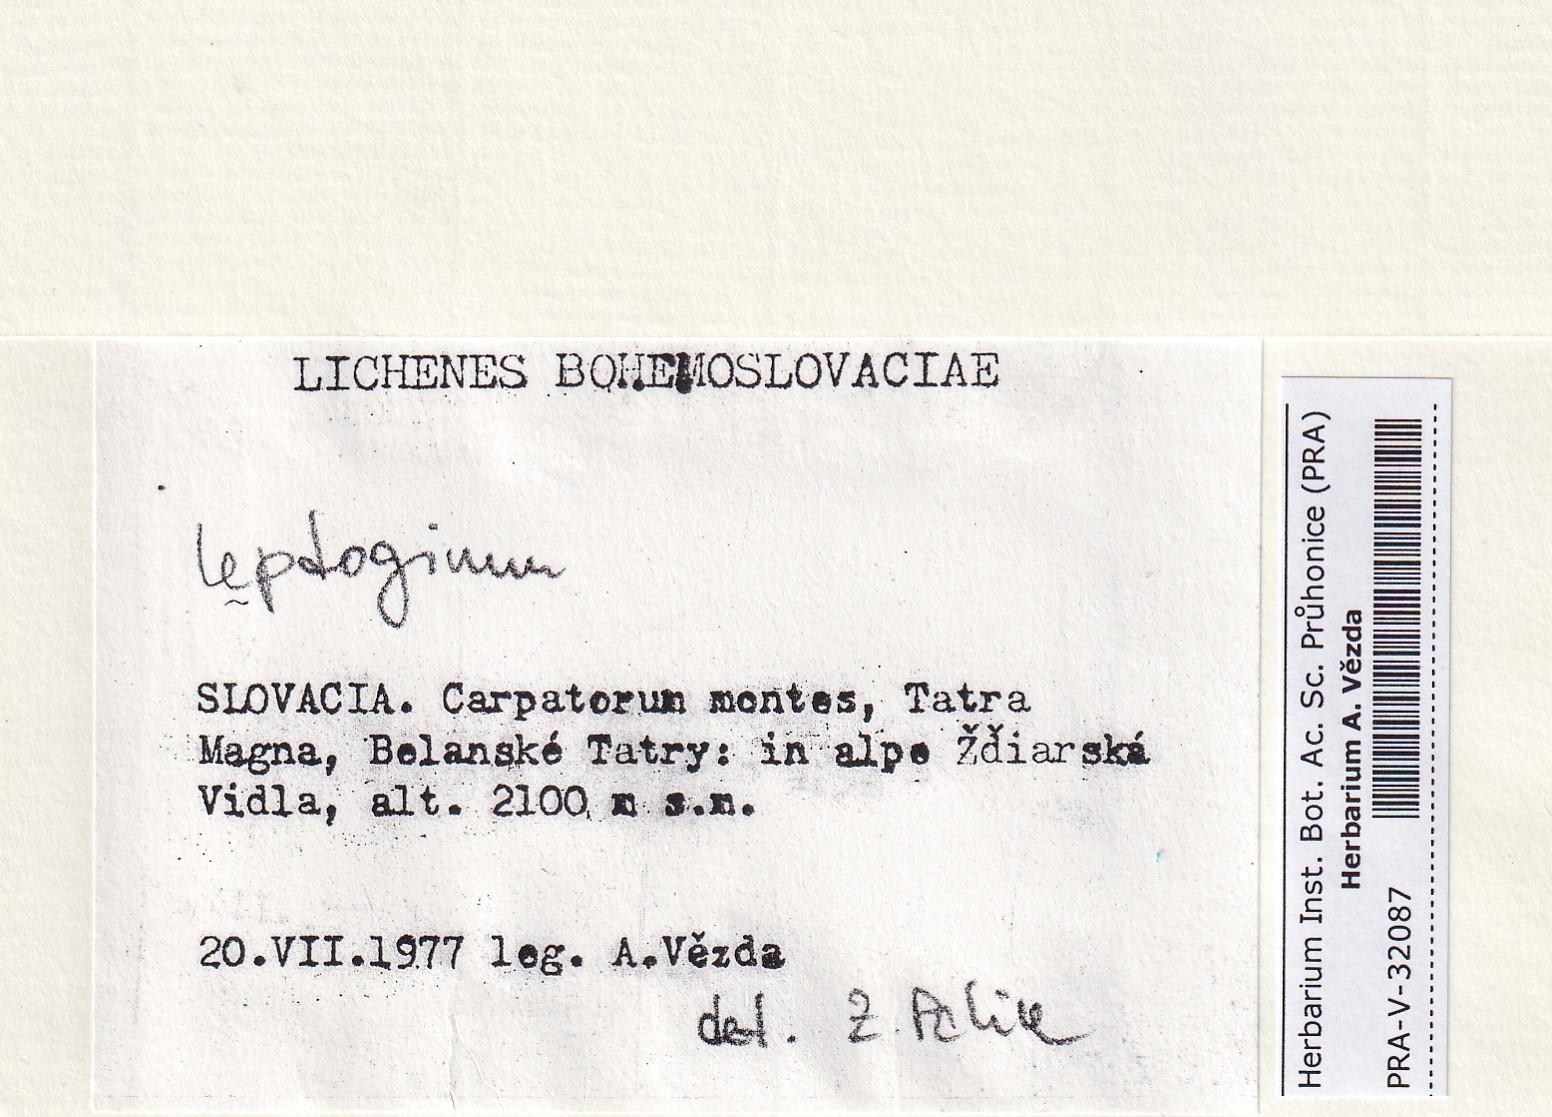 LICHENES BOHEMOSLOVACIAE
leptogium
SLOVACIA. Carpatorum montes, Tatra
Magna, Belanské Tatry: in alpe Ždiarská
Vidla, alt. 2100 m s.m.
20.VII.1977 leg. A.Vězda
det. Z. Palice
Herbarium Inst. Bot. Ac. Sc. Průhonice (PRA)
Herbarium A. Vězda
PRA-V-32087